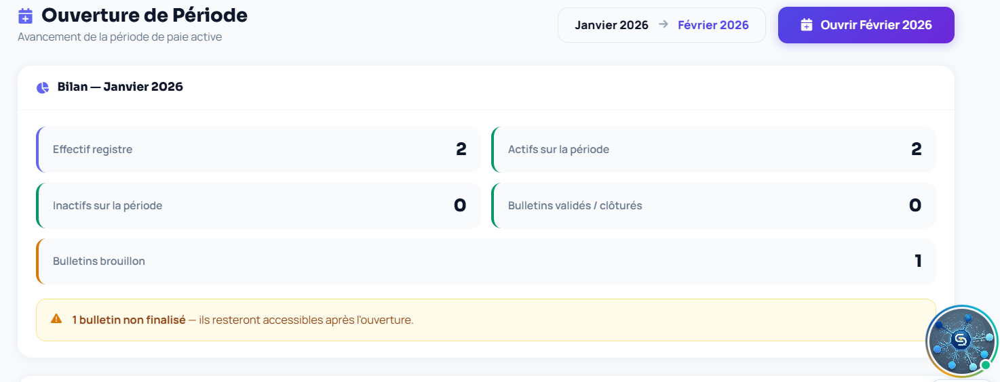 Ouverture de Période
Avancement de la période de paie active
Janvier 2026 → Février 2026
Ouvrir Février 2026
Bilan — Janvier 2026
Effectif registre 2
Actifs sur la période 2
Inactifs sur la période 0
Bulletins validés / clôturés 0
Bulletins brouillon 1
1 bulletin non finalisé — ils resteront accessibles après l'ouverture.